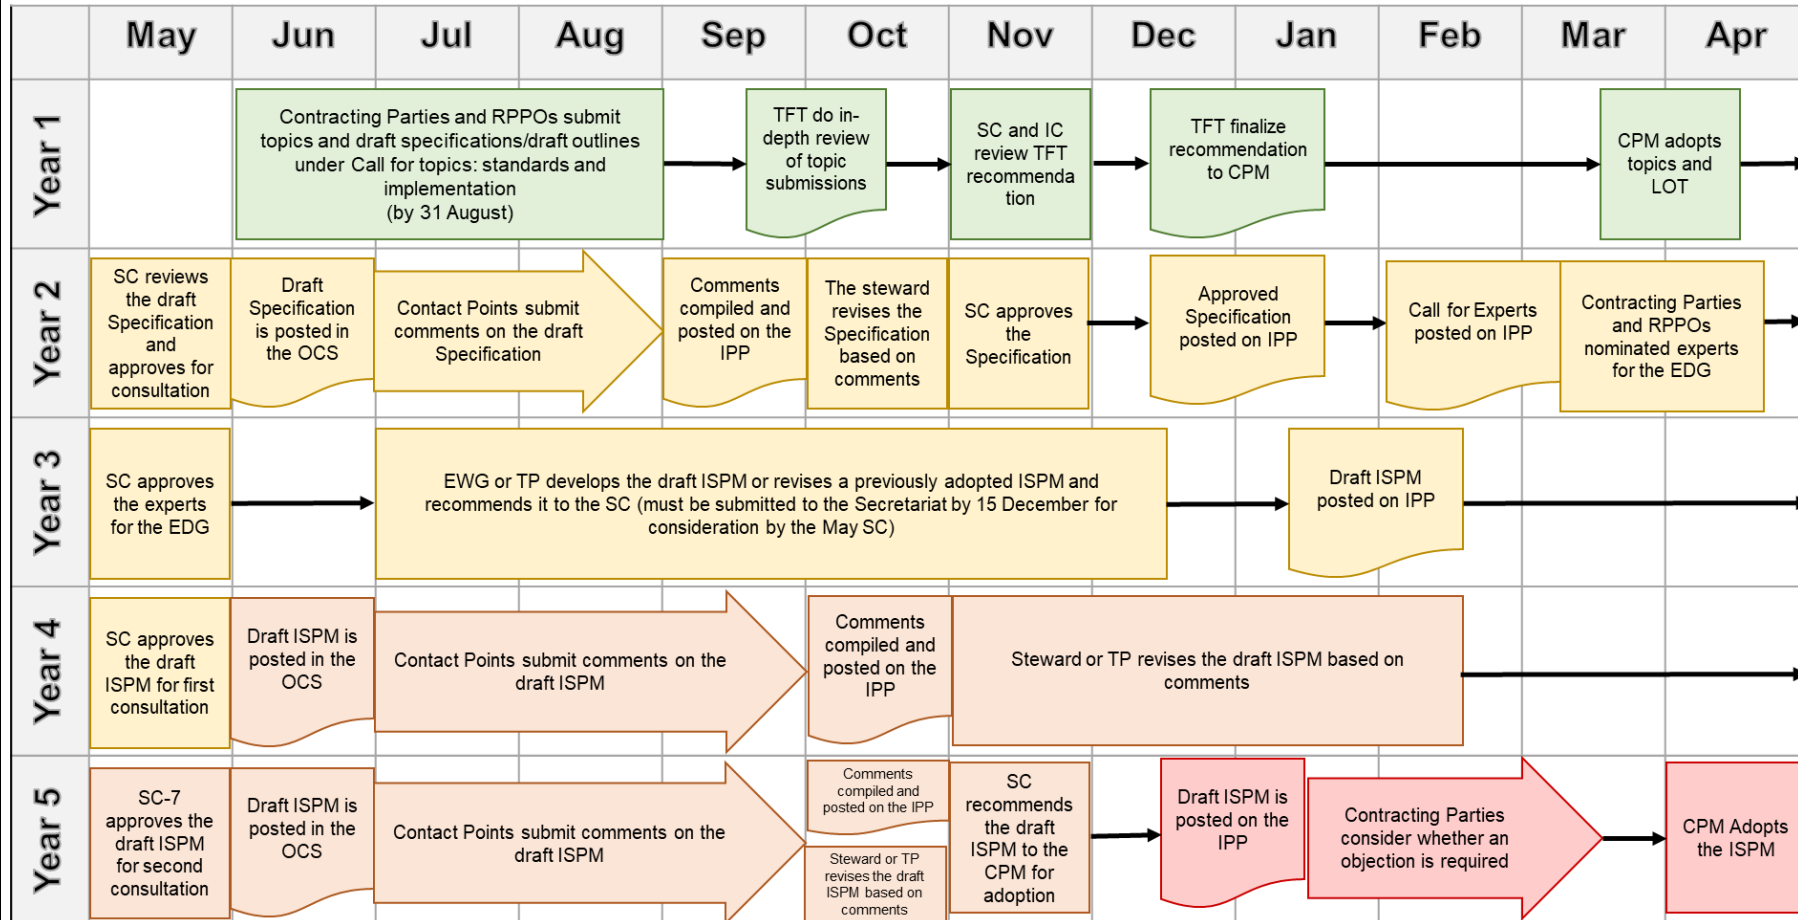 May Jun Jul Aug Sep Oct Nov Dec Jan Feb Mar Apr
Year 1
Contracting Parties and RPPOs submit
topics and draft specifications/draft outlines
under Call for topics: standards and
implementation
(by 31 August)
TFT do in-
depth review
of topic
submissions
SC and IC
review TFT
recommenda
tion
TFT finalize
recommendation
to CPM
CPM adopts
topics and
LOT
Year 2
SC reviews
the draft
Specification
and
approves for
consultation
Draft
Specification
is posted in
the OCS
Contact Points submit
comments on the draft
Specification
Comments
compiled and
posted on the
IPP
The steward
revises the
Specification
based on
comments
SC approves
the
Specification
Approved
Specification
posted on IPP
Call for Experts
posted on IPP
Contracting Parties
and RPPOs
nominated experts
for the EDG
Year 3
SC approves
the experts
for the EDG
EWG or TP develops the draft ISPM or revises a previously adopted ISPM and
recommends it to the SC (must be submitted to the Secretariat by 15 December for
consideration by the May SC)
Draft ISPM
posted on IPP
Year 4
SC approves
the draft
ISPM for first
consultation
Draft ISPM is
posted in the
OCS
Contact Points submit comments on the
draft ISPM
Comments
compiled and
posted on the
IPP
Steward or TP revises the draft ISPM based on
comments
Year 5
SC-7
approves the
draft ISPM
for second
consultation
Draft ISPM is
posted in the
OCS
Contact Points submit comments on the
draft ISPM
Comments
compiled and
posted on the IPP
Steward or TP
revises the draft
ISPM based on
comments
SC
recommends
the draft
ISPM to the
CPM for
adoption
Draft ISPM is
posted on the
IPP
Contracting Parties
consider whether an
objection is required
CPM Adopts
the ISPM